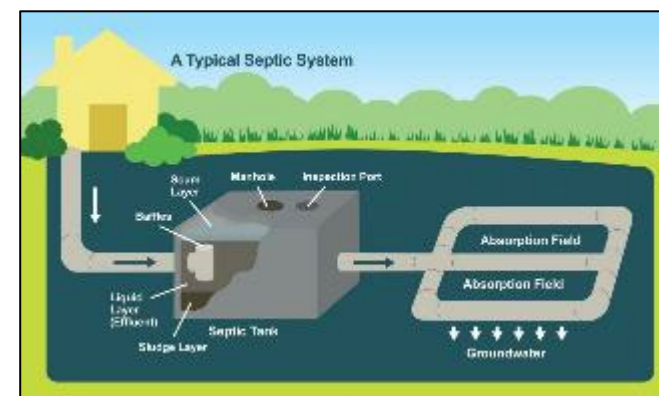 A Typical Septic System
Scum
Layer
Manhole
Inspection Port
Baffles
Absorption Field
Absorption Field
Liquid
Layer
(Effluent)
Septic Tank
Sludge Layer
Groundwater